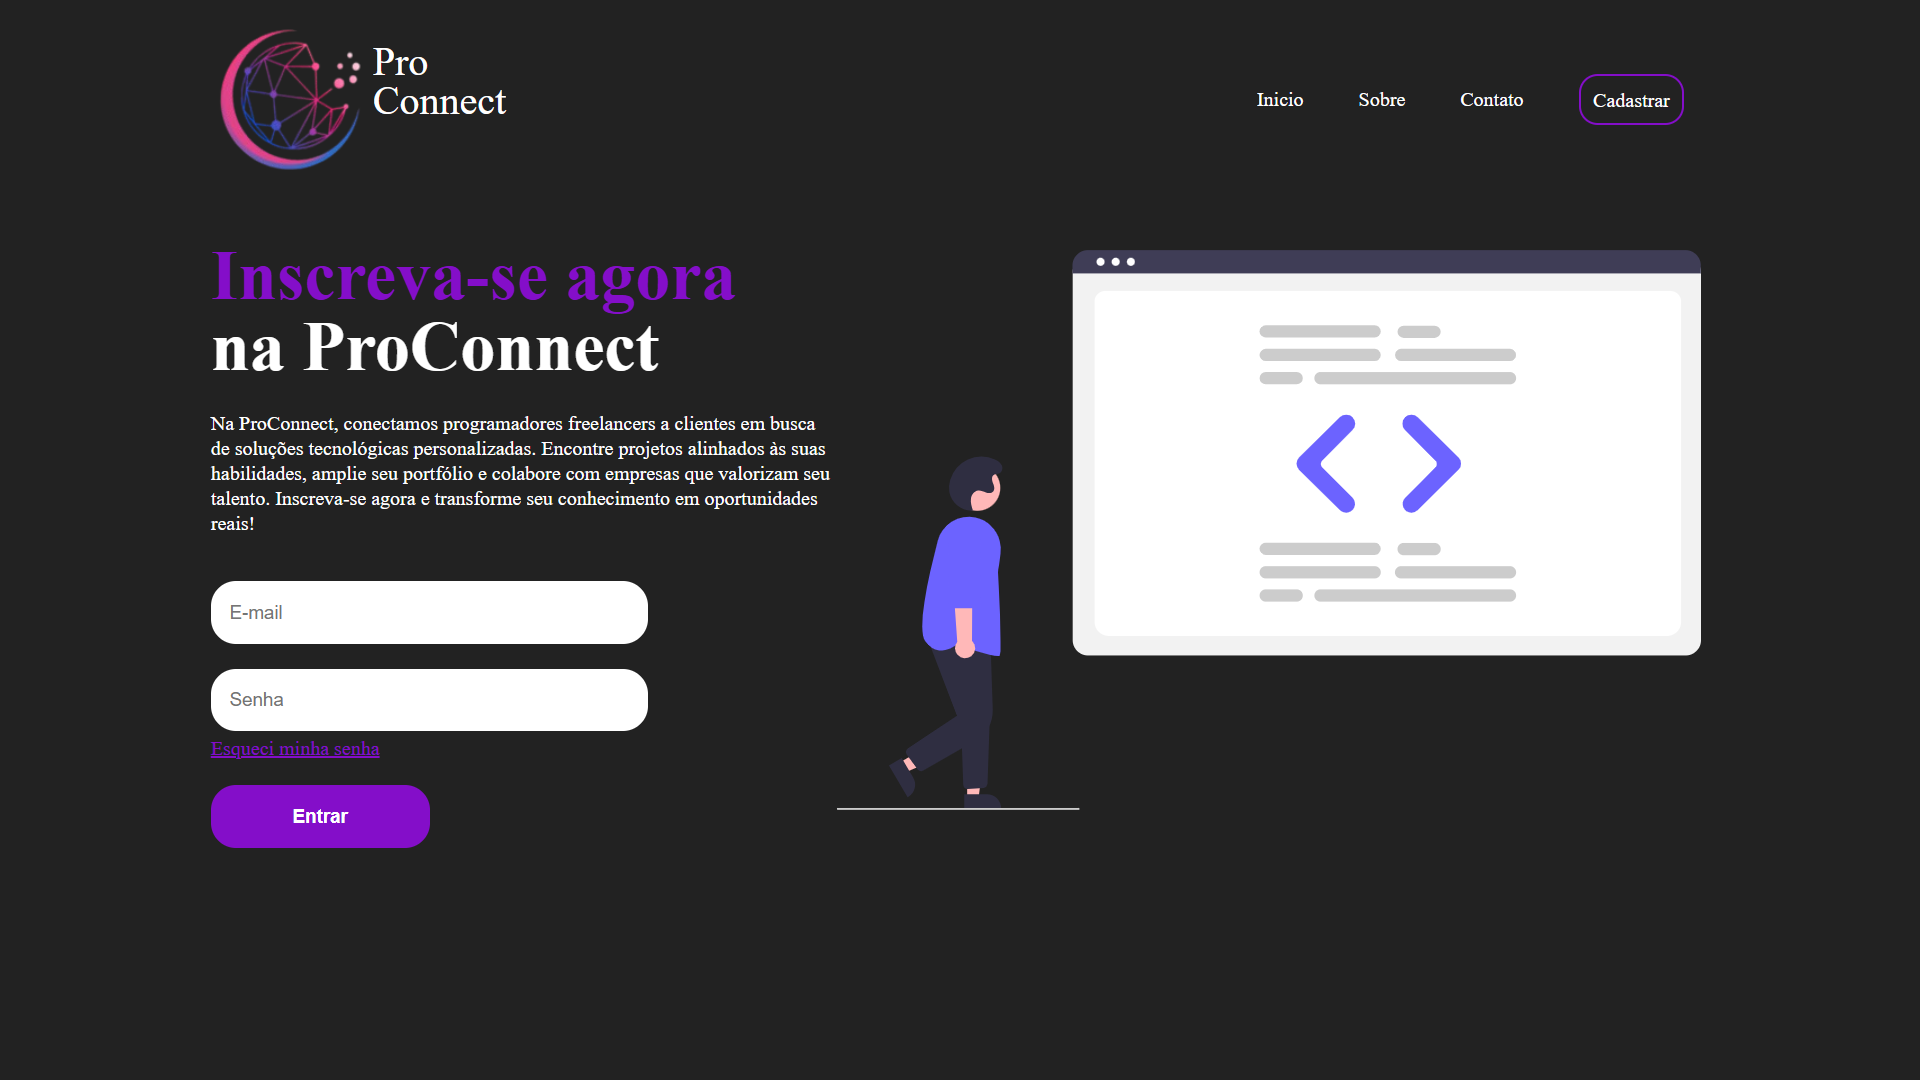 Pro
Connect
Inicio
Sobre
Contato
Cadastrar
Inscreva-se agora
na ProConnect
Na ProConnect, conectamos programadores freelancers a clientes em busca
de soluções tecnológicas personalizadas. Encontre projetos alinhados às suas
habilidades, amplie seu portfólio e colabore com empresas que valorizam seu
talento. Inscreva-se agora e transforme seu conhecimento em oportunidades
reais!
E-mail
Senha
Esqueci minha senha
Entrar